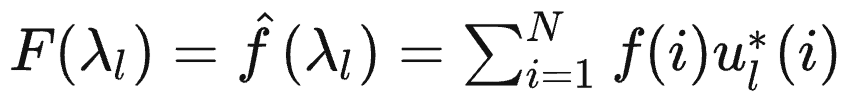 F(λ_l) = f̂(λ_l) = ∑_{i=1}^{N} f(i)u_l^*(i)